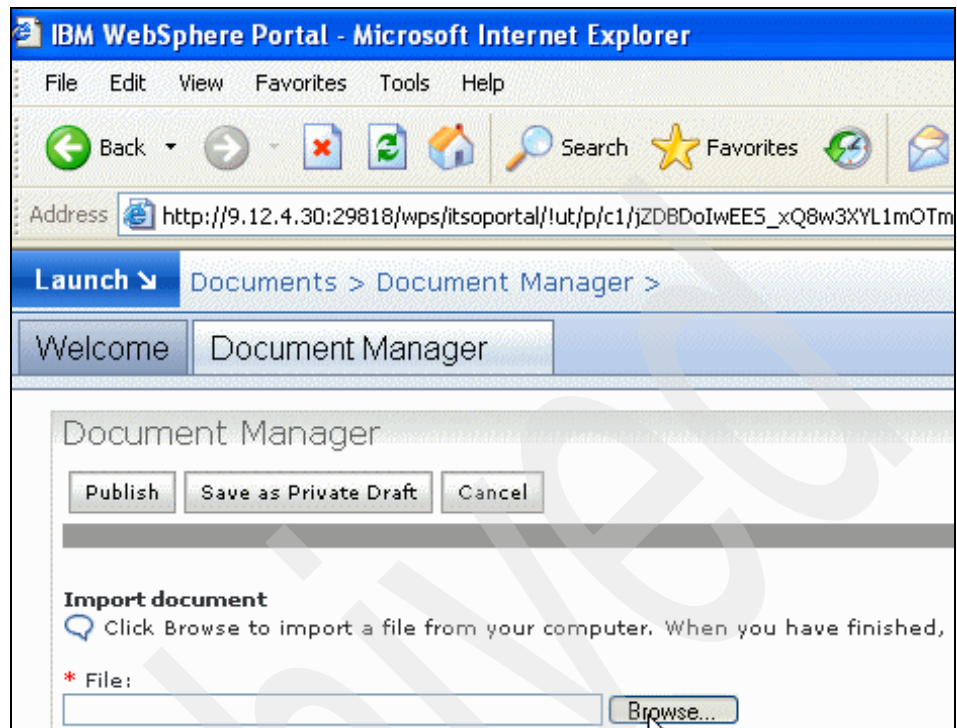 IBM WebSphere Portal - Microsoft Internet Explorer
File Edit View Favorites Tools Help
Back Search Favorites
Address http://9.12.4.30:29818/wps/itsoportal/!ut/p/c1/jZDBDoIwEES_xQ8w3XYL1mOTm
Launch Documents > Document Manager >
Welcome Document Manager
Document Manager
Publish Save as Private Draft Cancel
Import document
Click Browse to import a file from your computer. When you have finished,
* File:
Browse...
hived